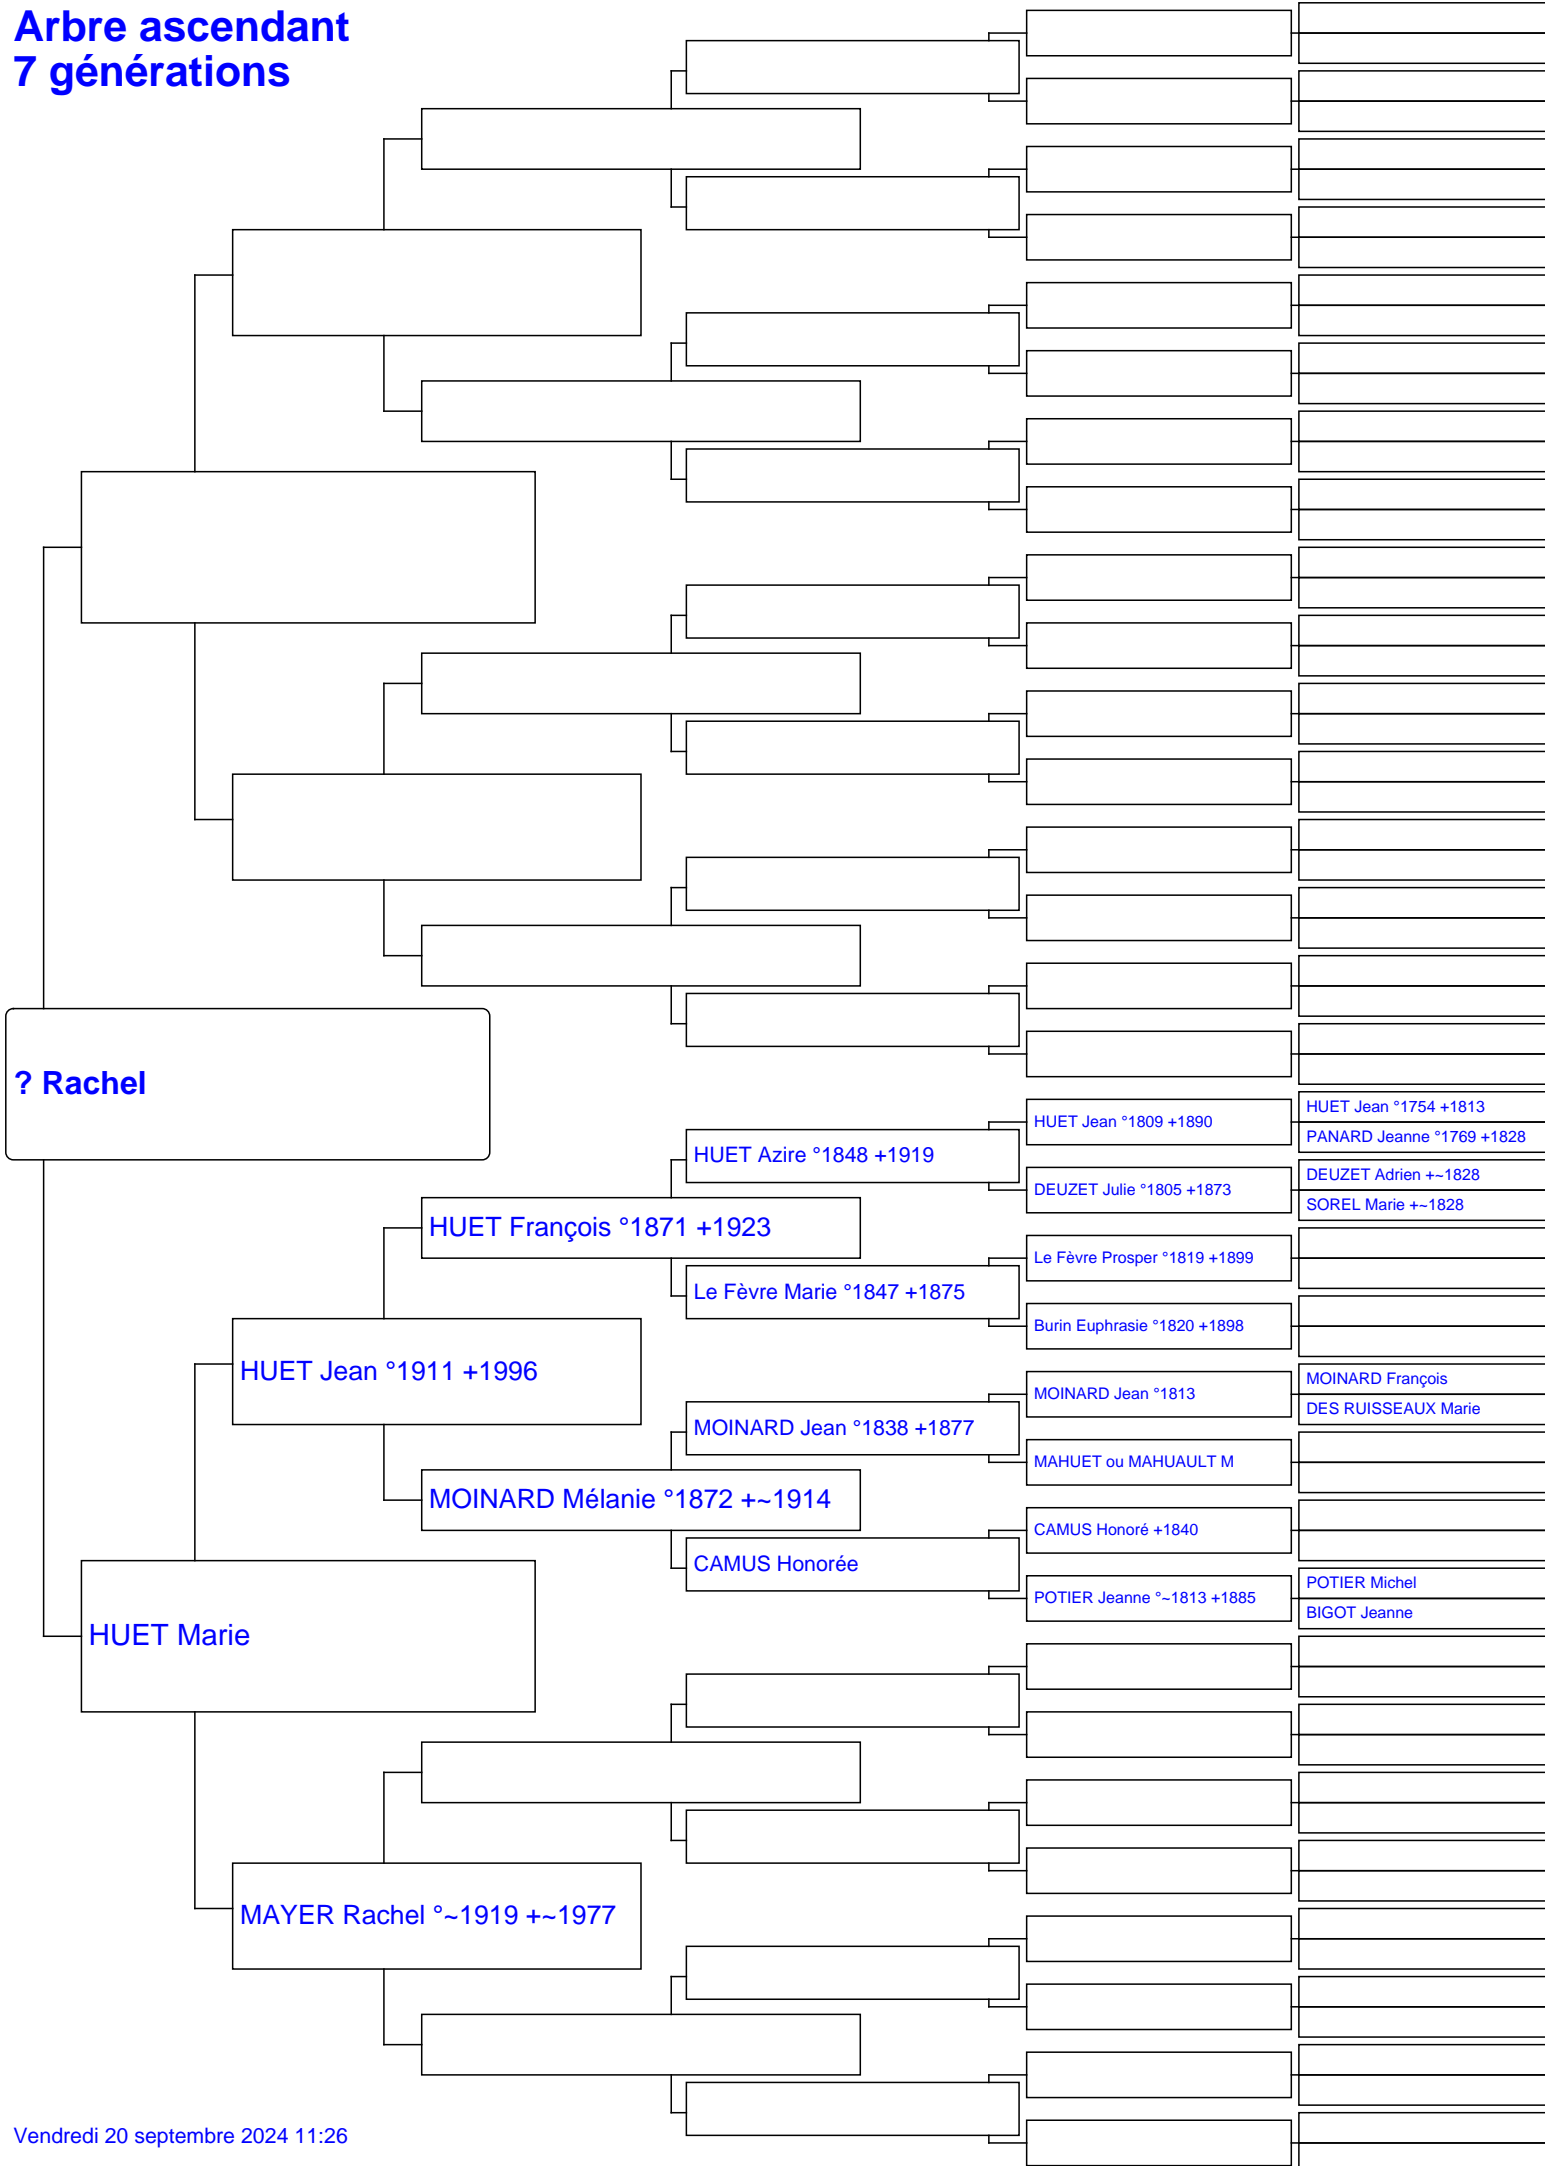 Arbre ascendant
7 générations
? Rachel
HUET Jean °1754 +1813
HUET Jean °1809 +1890
PANARD Jeanne °1769 +1828
HUET Azire °1848 +1919
DEUZET Adrien +~1828
DEUZET Julie °1805 +1873
SOREL Marie +~1828
HUET François °1871 +1923
Le Fèvre Prosper °1819 +1899
Le Fèvre Marie °1847 +1875
Burin Euphrasie °1820 +1898
HUET Jean °1911 +1996
MOINARD François
MOINARD Jean °1813
DES RUISSEAUX Marie
MOINARD Jean °1838 +1877
MAHUET ou MAHUAULT M
MOINARD Mélanie °1872 +~1914
CAMUS Honoré +1840
CAMUS Honorée
POTIER Michel
POTIER Jeanne °~1813 +1885
BIGOT Jeanne
HUET Marie
MAYER Rachel °~1919 +~1977
Vendredi 20 septembre 2024 11:26